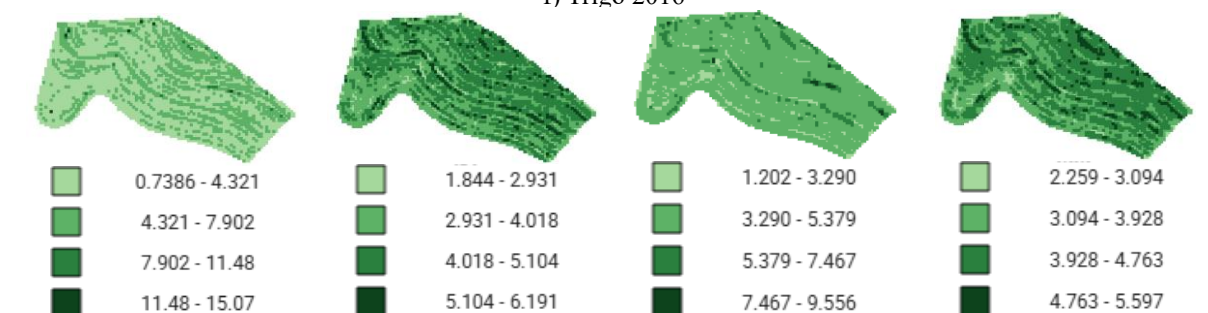 1) Trigo 2016
0.7386 - 4.321 1.844 - 2.931 1.202 - 3.290 2.259 - 3.094
4.321 - 7.902 2.931 - 4.018 3.290 - 5.379 3.094 - 3.928
7.902 - 11.48 4.018 - 5.104 5.379 - 7.467 3.928 - 4.763
11.48 - 15.07 5.104 - 6.191 7.467 - 9.556 4.763 - 5.597